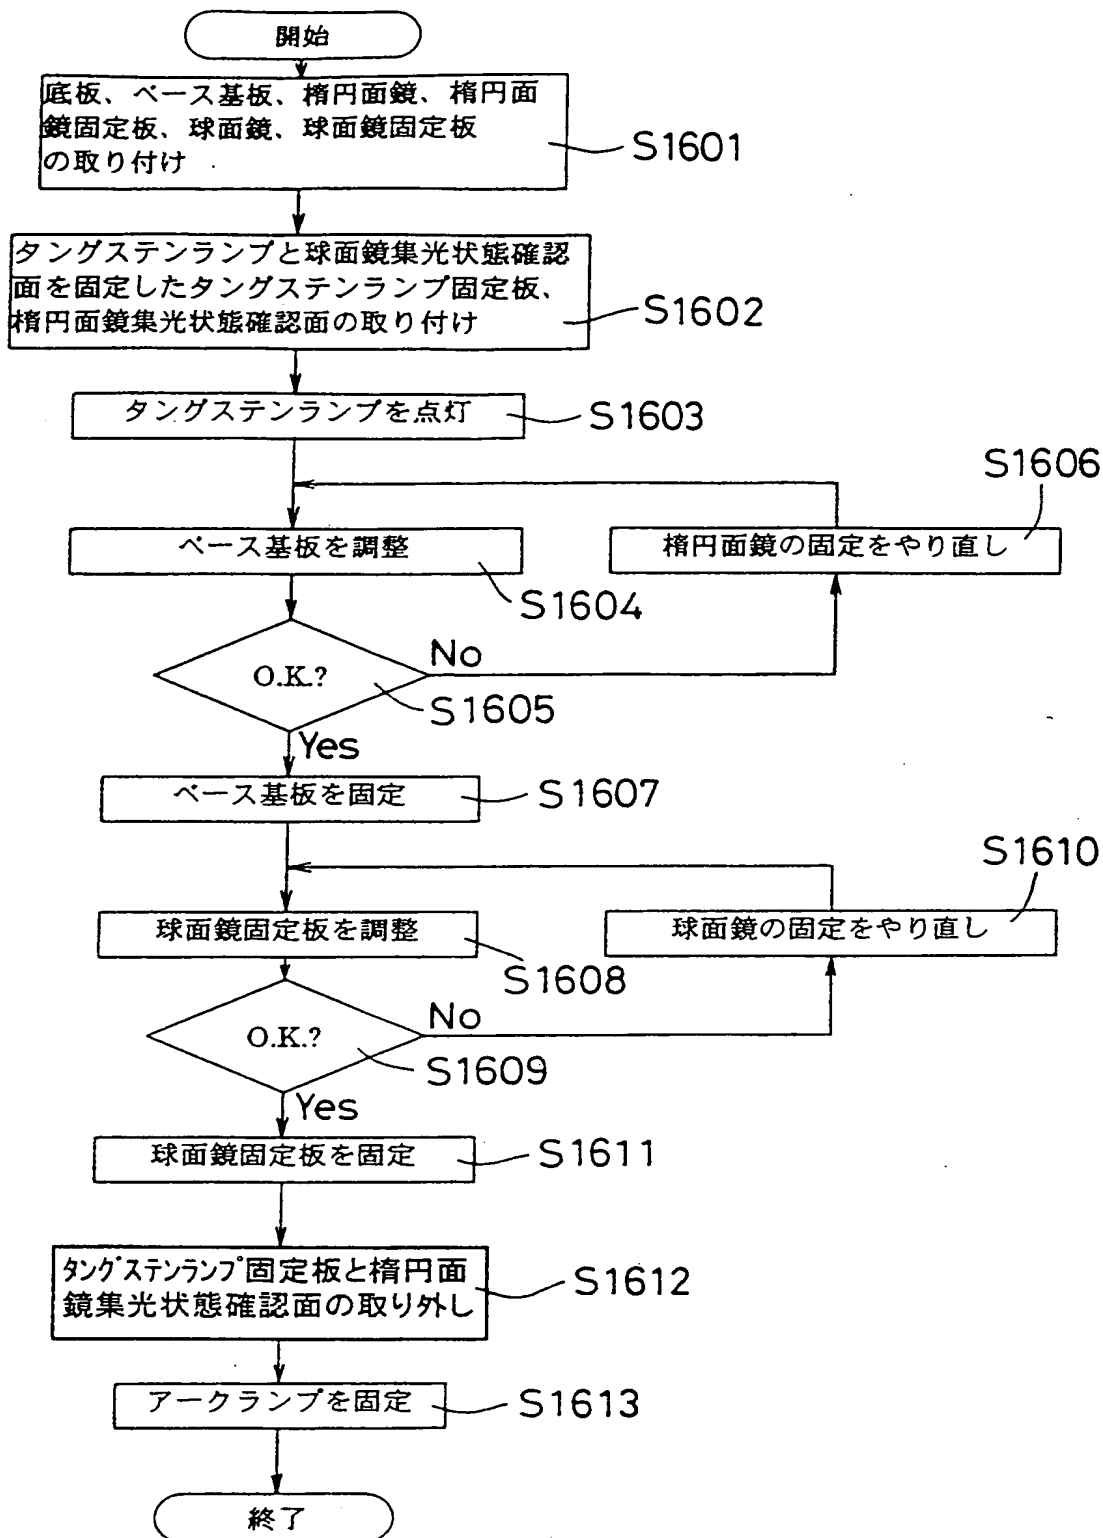 開始
底板、ベース基板、楕円面鏡、楕円面
鏡固定板、球面鏡、球面鏡固定板
の取り付け
S1601
タングステンランプと球面鏡集光状態確認
面を固定したタングステンランプ固定板、
楕円面鏡集光状態確認面の取り付け
S1602
タングステンランプを点灯
S1603
S1606
ベース基板を調整
楕円面鏡の固定をやり直し
S1604
O.K.?
No
S1605
Yes
ベース基板を固定
S1607
S1610
球面鏡固定板を調整
球面鏡の固定をやり直し
S1608
O.K.?
No
S1609
Yes
球面鏡固定板を固定
S1611
タングステンランプ固定板と楕円面
鏡集光状態確認面の取り外し
S1612
アークランプを固定
S1613
終了